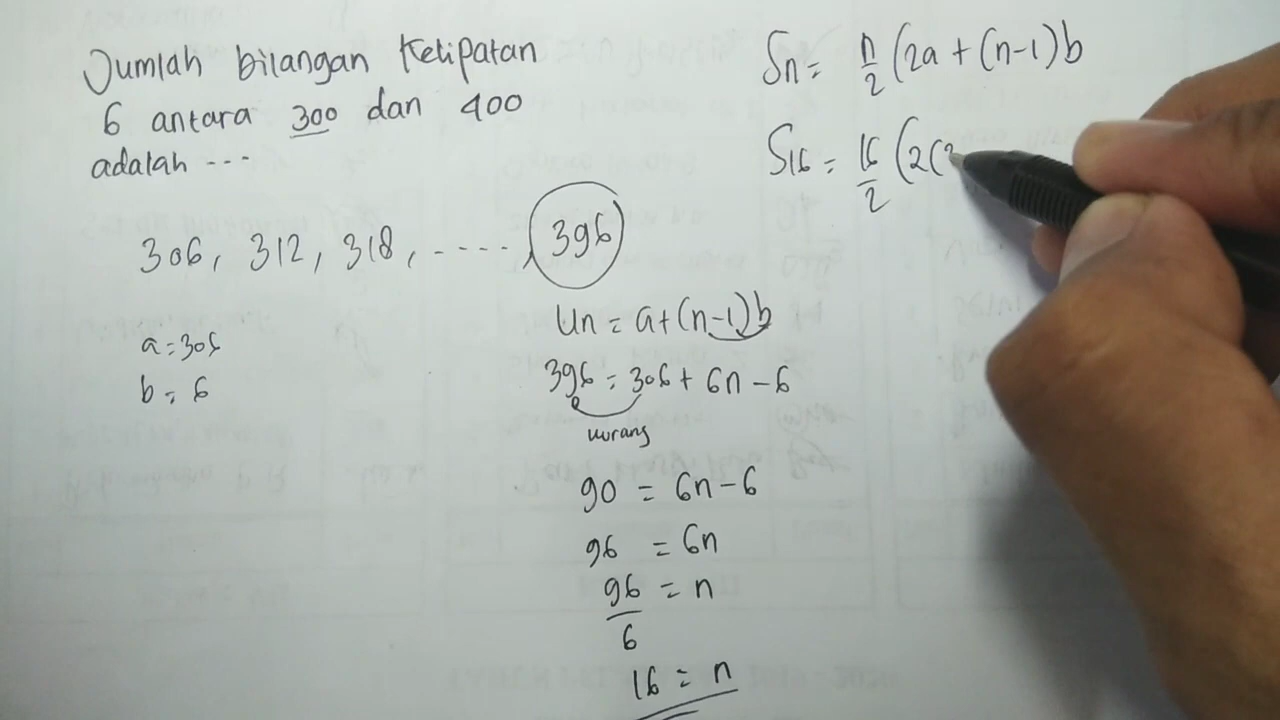 Jumlah bilangan Kelipatan
6 antara 300 dan 400
adalah ---
306, 312, 318, ....., 396
a = 306
b = 6
Un = a+(n-1)b
396 = 306 + 6n - 6
kurang
90 = 6n - 6
96 = 6n
96/6 = n
16 = n
Sn = n/2 (2a + (n-1)b
S16 = 16/2 (2(3